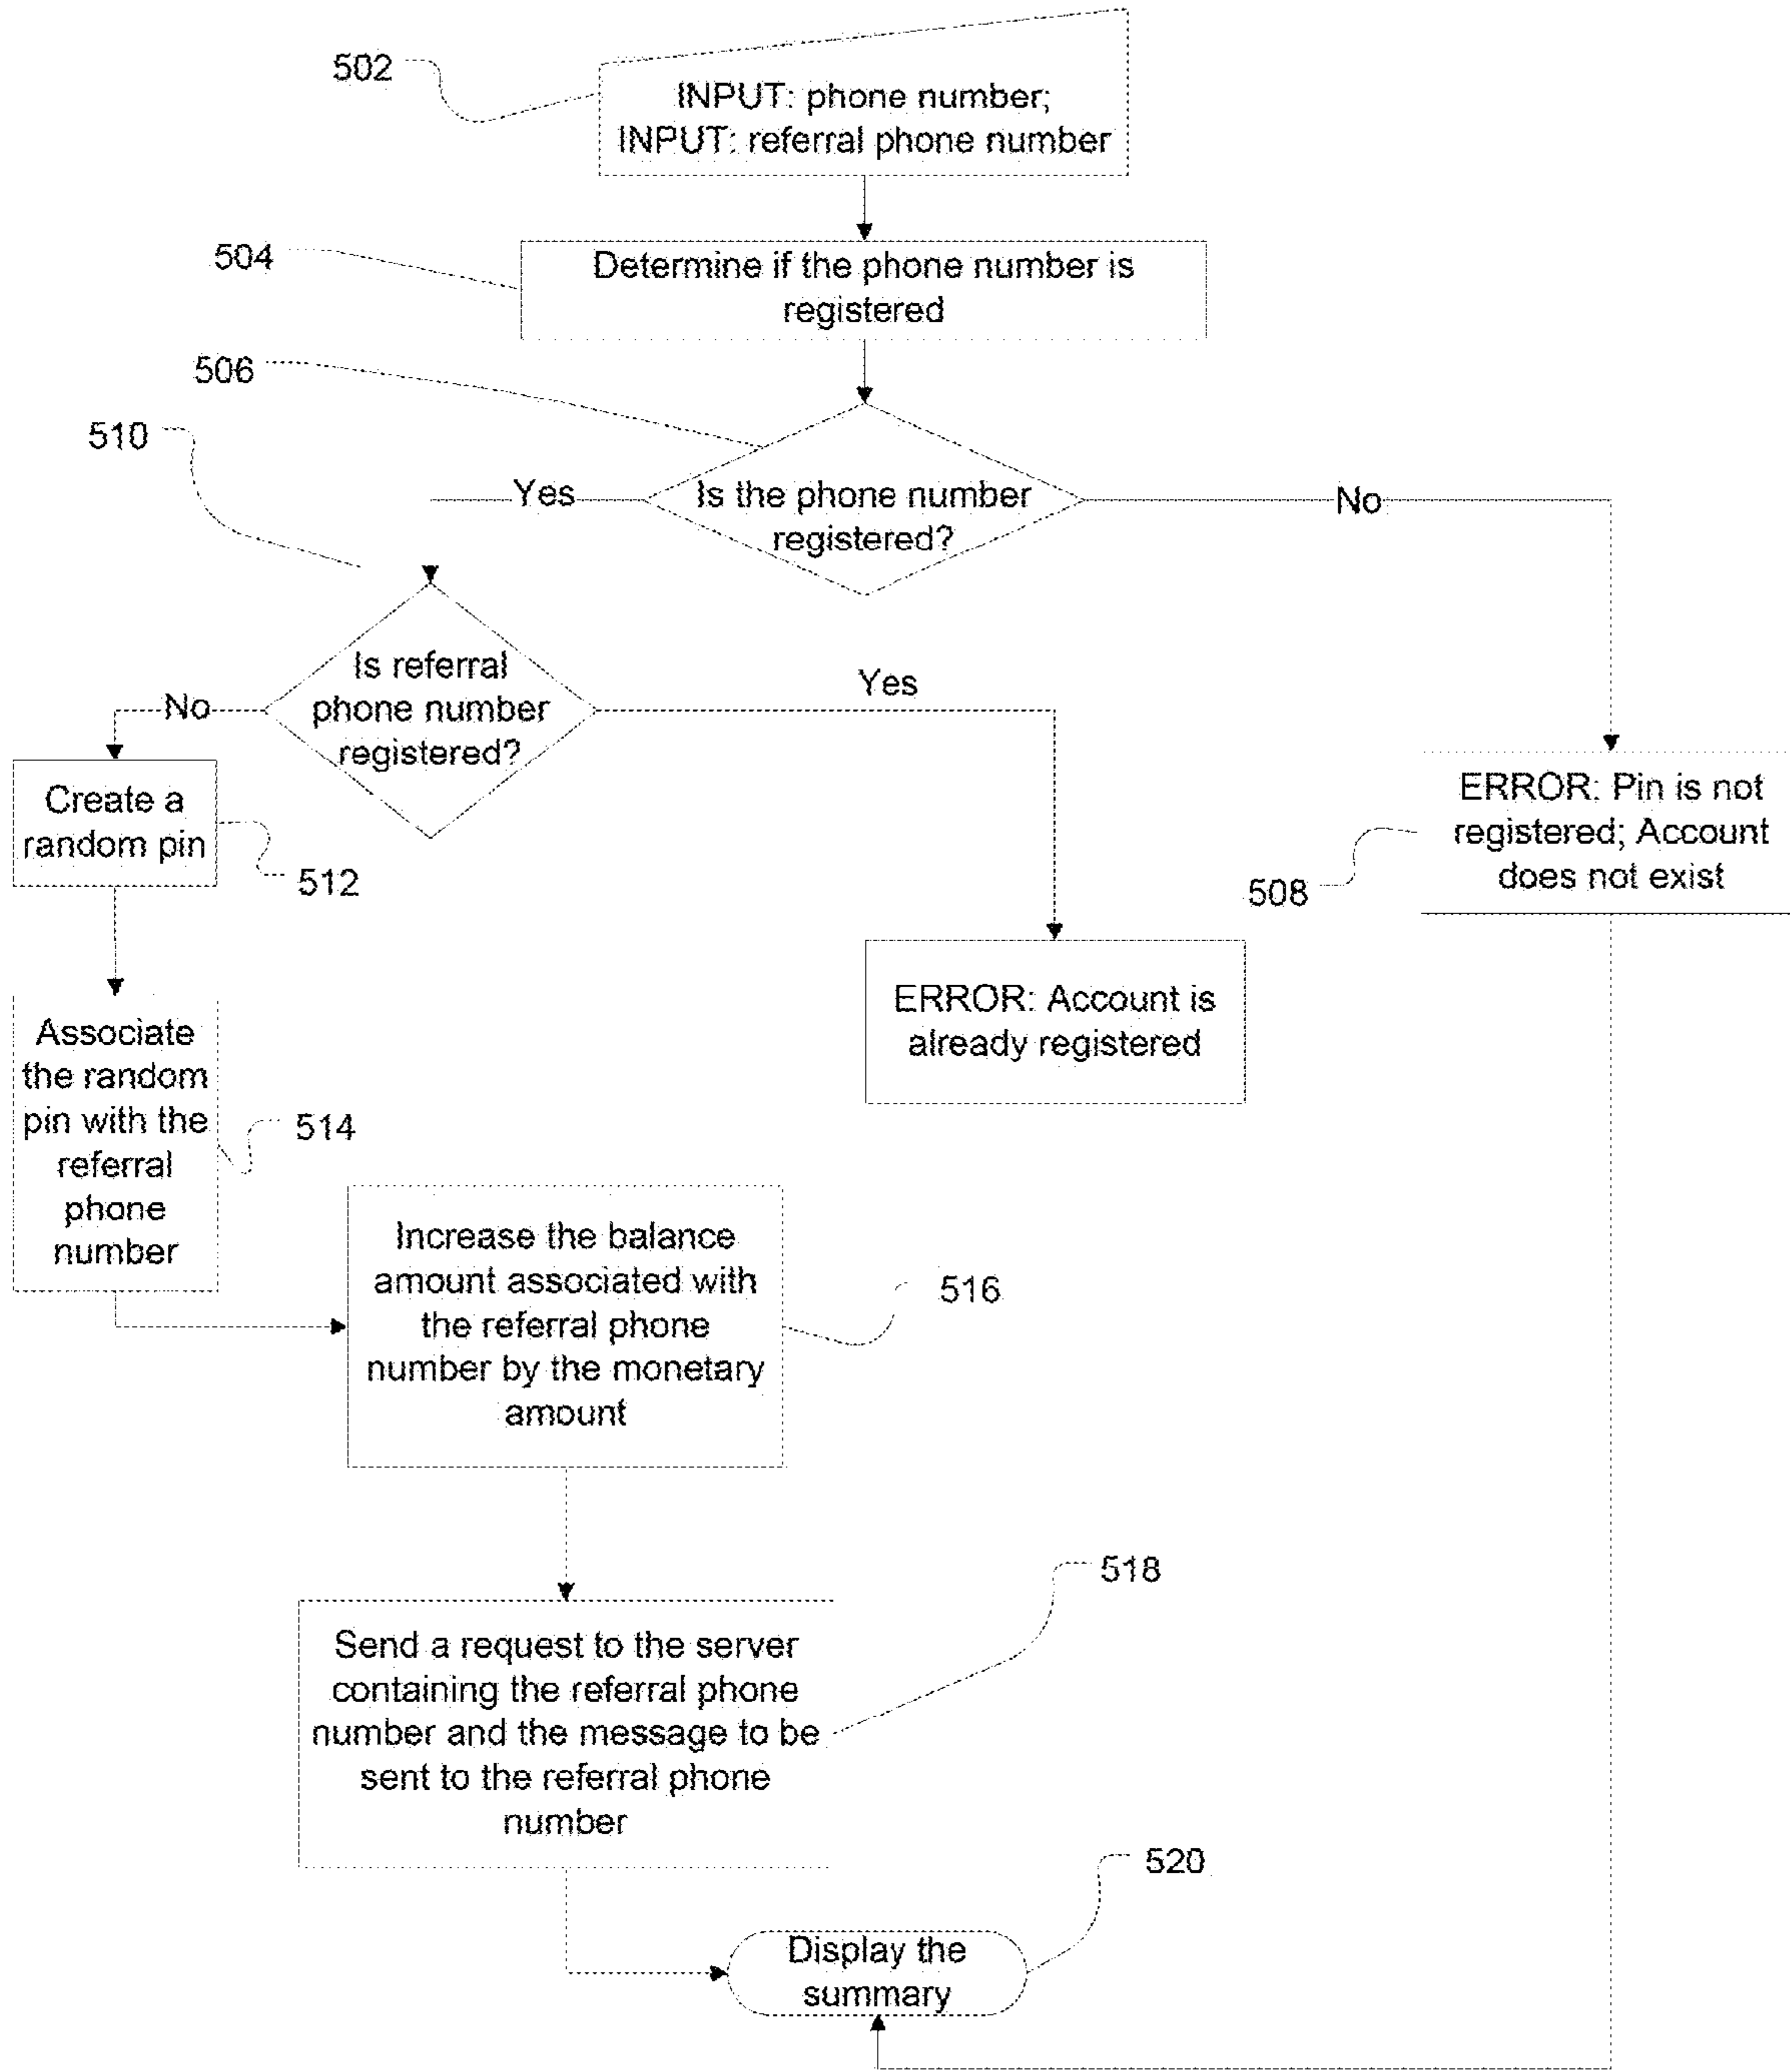 502
INPUT: phone number;
INPUT: referral phone number
504
Determine if the phone number is
registered
506
510
Yes
Is the phone number
registered?
No
Is referral
phone number
registered?
No
Yes
Create a
random pin
512
ERROR: Pin is not
registered; Account
does not exist
508
ERROR: Account is
already registered
Associate
the random
pin with the
referral
phone
number
514
Increase the balance
amount associated with
the referral phone
number by the monetary
amount
516
518
Send a request to the server
containing the referral phone
number and the message to be
sent to the referral phone
number
520
Display the
summary